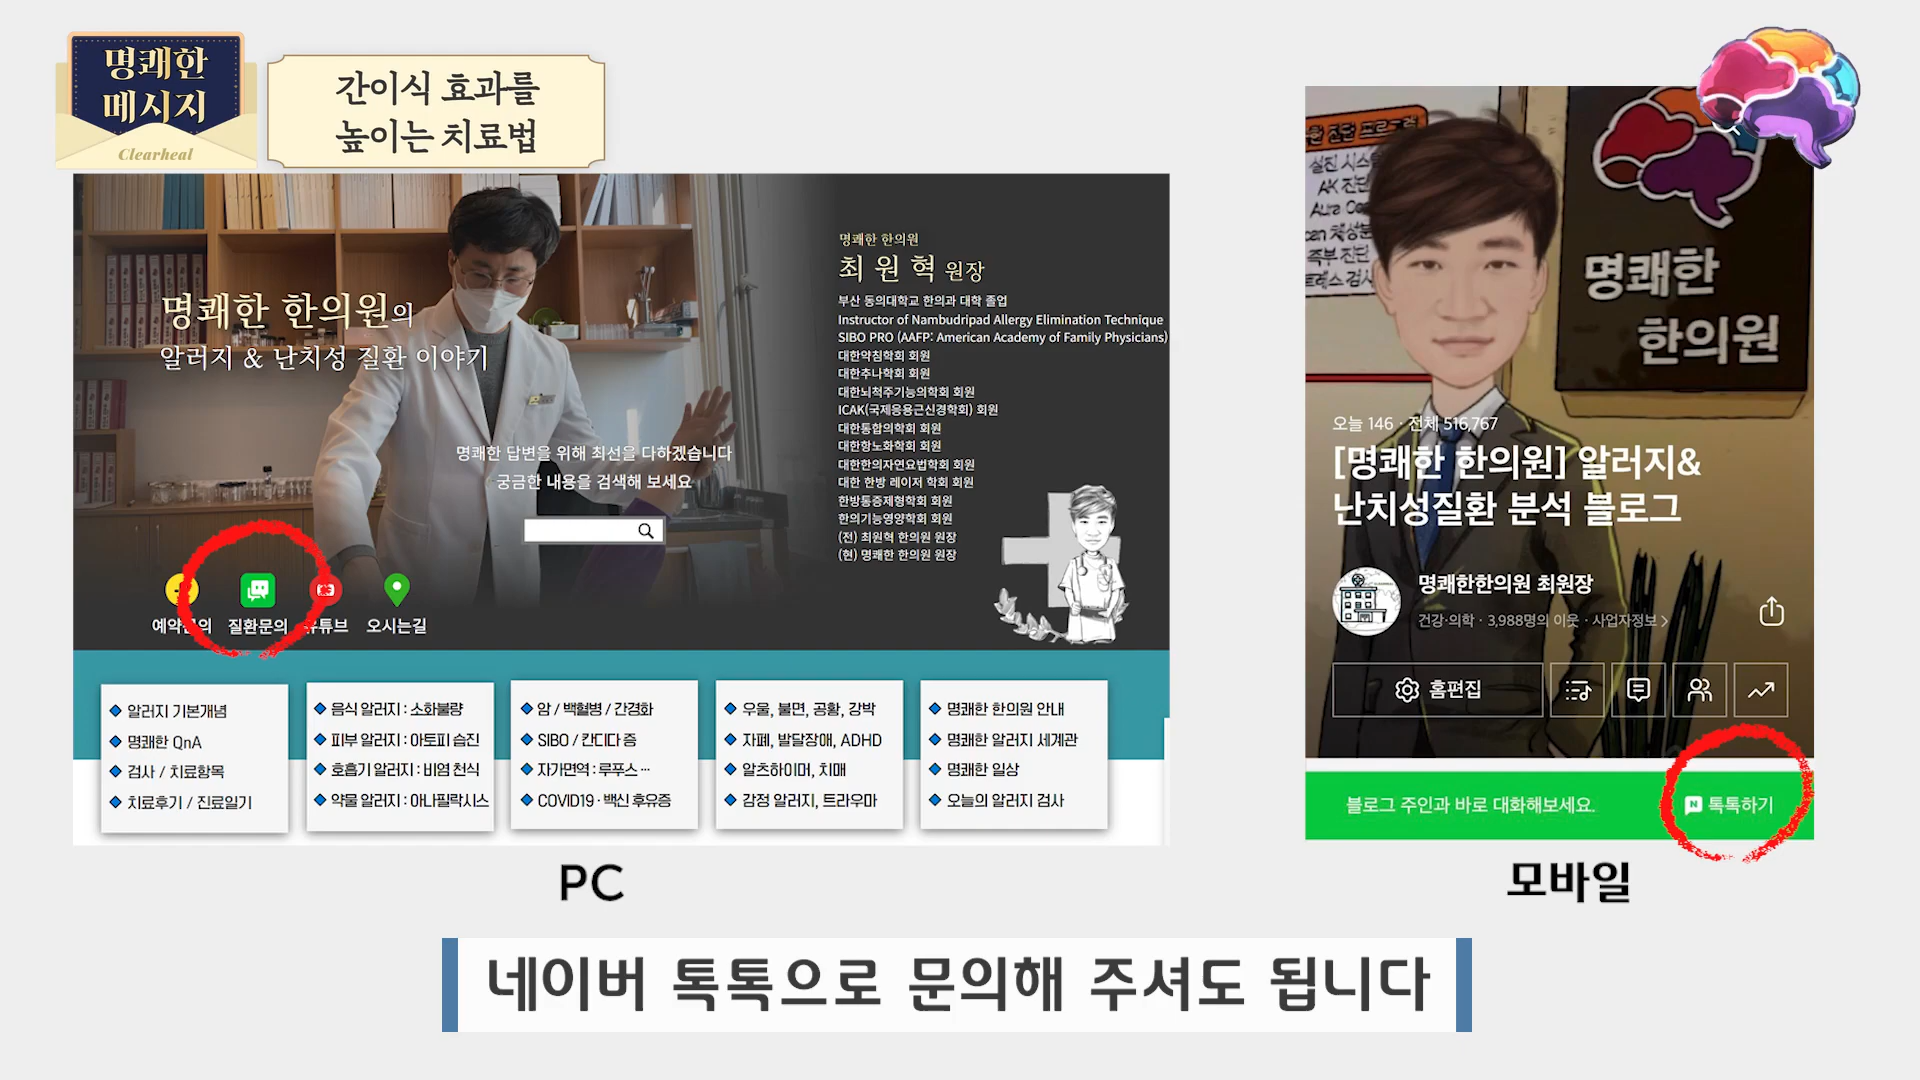 명쾌한
메시지
Clearheal
간이식 효과를
높이는 치료법
명쾌한 한의원의
알러지 & 난치성 질환 이야기
명쾌한 답변을 위해 최선을 다하겠습니다
궁금한 내용을 검색해 보세요
질환문의
오시는길
명쾌한 한의원
최원혁 원장
부산 동의대학교 한의과 대학 졸업
Instructor of Nambudripad Allergy Elimination Technique
SIBO PRO (AAFP: American Academy of Family Physicians)
대한약침학회 회원
대한추나학회 회원
대한뇌척주기능의학회 회원
ICAK(국제응용근신경학회) 회원
대한통합의학회 회원
대한항노화학회 회원
대한한의자연요법학회 회원
대한 한방 레이저 학회 회원
한방통증제형학회 회원
한의기능영양학회 회원
(전) 최원혁 한의원 원장
(현) 명쾌한 한의원 원장
알러지 기본개념
명쾌한 QnA
검사 / 치료항목
치료후기 / 진료일기
음식 알러지 : 소화불량
피부 알러지 : 아토피 습진
호흡기 알러지 : 비염 천식
약물 알러지 : 아나필락시스
암 / 백혈병 / 간경화
SIBO / 칸디다 증
자가면역 : 루푸스 ···
COVID19 · 백신 후유증
우울, 불면, 공황, 강박
자폐, 발달장애, ADHD
알츠하이머, 치매
감정 알러지, 트라우마
명쾌한 한의원 안내
명쾌한 알러지 세계관
명쾌한 일상
오늘의 알러지 검사
PC
명쾌한
한의원
오늘 146 · 전체 516,767
[명쾌한 한의원] 알러지&
난치성질환 분석 블로그
명쾌한한의원 최원장
건강·의학 · 3,988명의 이웃 · 사업자정보 >
홈편집
블로그 주인과 바로 대화해보세요.
톡톡하기
모바일
네이버 톡톡으로 문의해 주셔도 됩니다